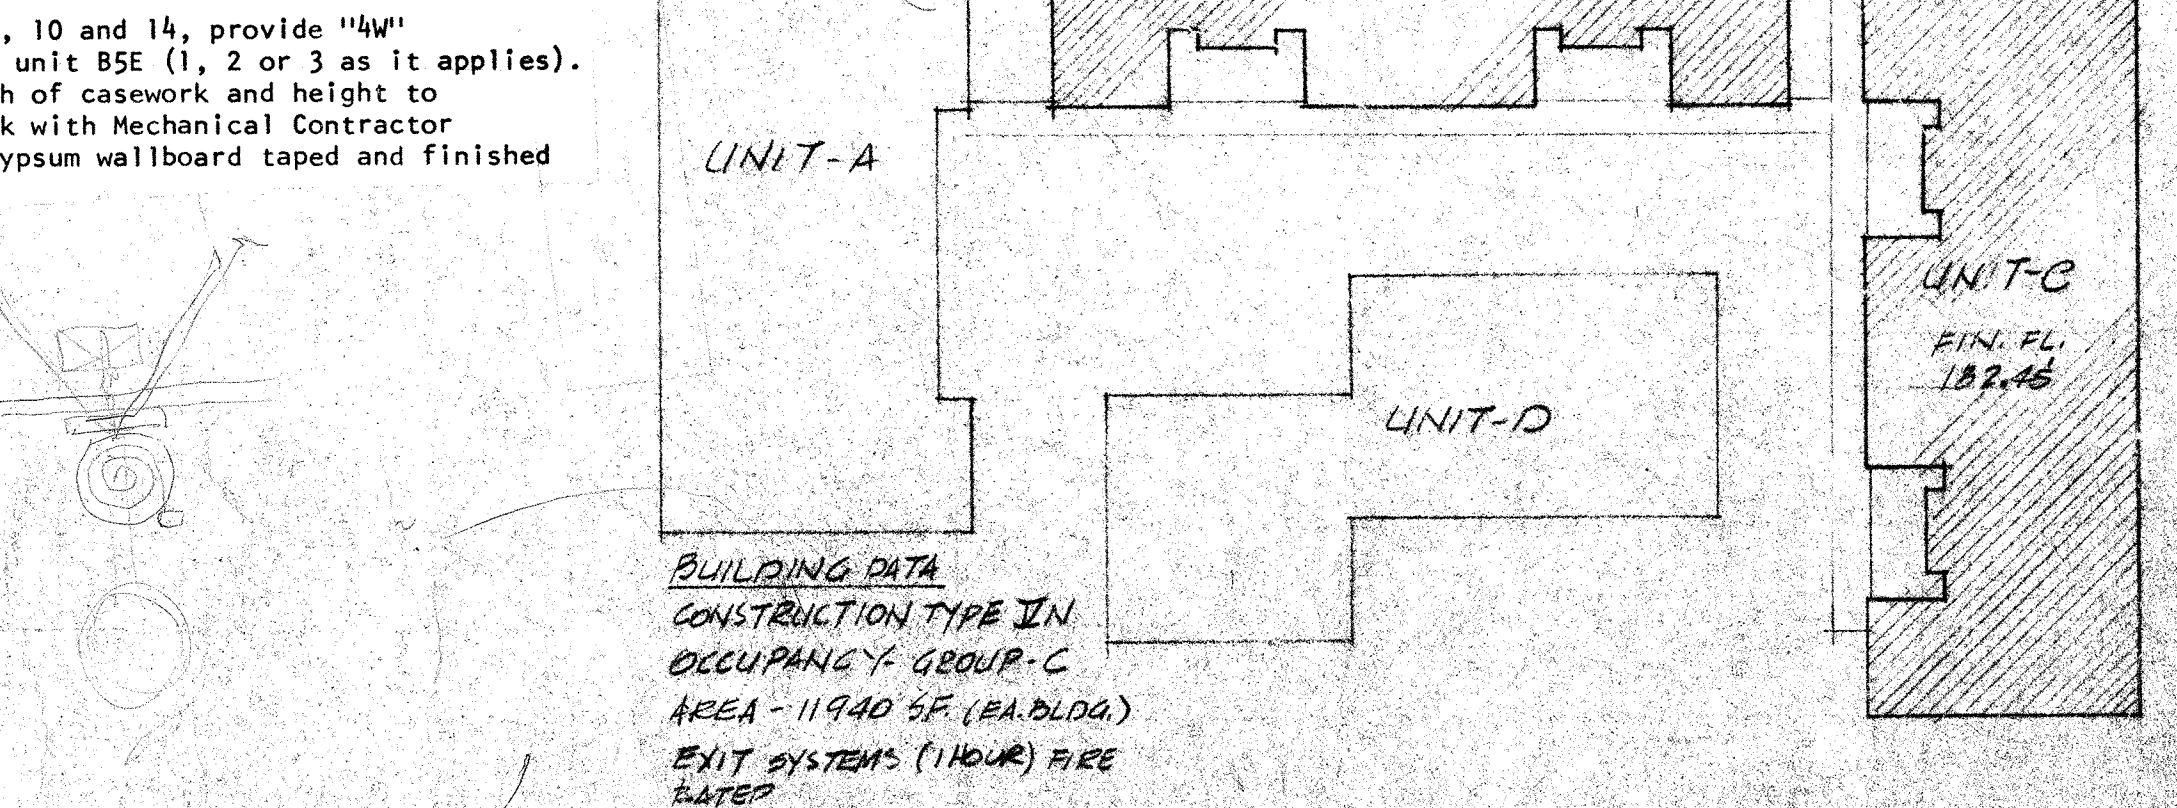 , 10 and 14, provide "4W"
unit B5E (1, 2 or 3 as it applies).
h of casework and height to
k with Mechanical Contractor
ypsum wallboard taped and finished
UNIT-A
UNIT-C
FIN. FL.
182.45
UNIT-D
BUILDING DATA
CONSTRUCTION TYPE VN
OCCUPANCY- GROUP-C
AREA - 11940 SF. (EA. BLDG.)
EXIT SYSTEMS (1 HOUR) FIRE
RATED